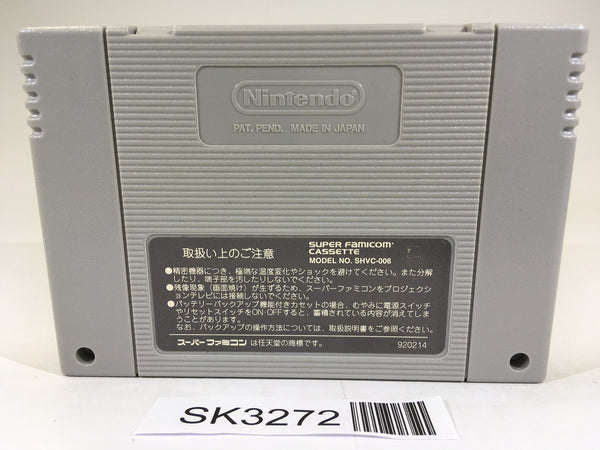 Nintendo
PAT. PEND. MADE IN JAPAN
取扱い上のご注意
SUPER FAMICOM
CASSETTE
MODEL NO. SHVC-006
●精密機器につき、極端な温度変化やショックを避けてください。また分解
したり、端子部を汚したりしないでください。
●残像現象（画面焼け）が生ずるため、スーパーファミコンをプロジェクシ
ョンテレビには接続しないでください。
●バッテリーバックアップ機能付きカセットの場合、むやみに電源スイッチ
やリセットスイッチをON・OFFすると、蓄積されている内容が消えてしま
うことがあります。
なお、バックアップの操作方法については、取扱説明書をご参照ください。
スーパーファミコン は任天堂の商標です。
920214
SK3272